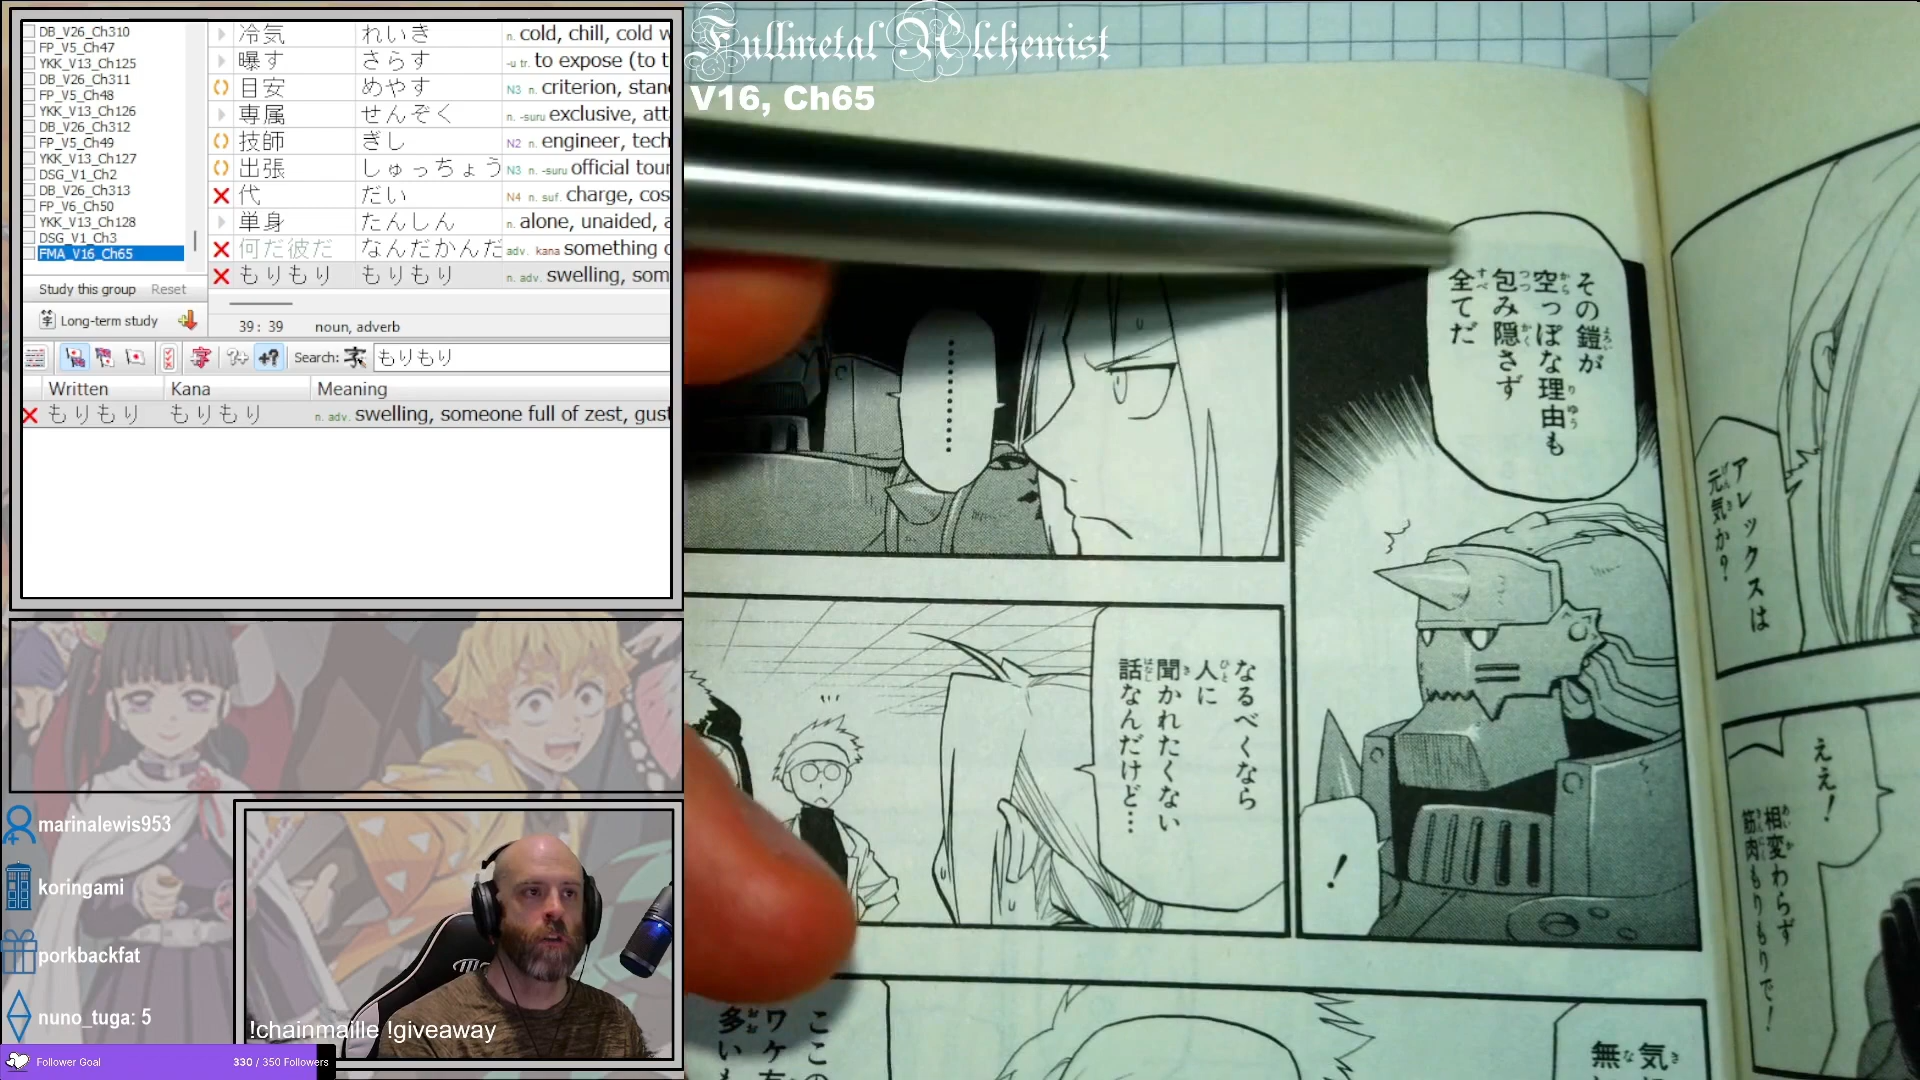 DB_V26_Ch310
FP_V5_Ch47
YKK_V13_Ch125
DB_V26_Ch311
FP_V5_Ch48
YKK_V13_Ch126
DB_V26_Ch312
FP_V5_Ch49
YKK_V13_Ch127
DSG_V1_Ch2
DB_V26_Ch313
FP_V6_Ch50
YKK_V13_Ch128
DSG_V1_Ch3
FMA_V16_Ch65
Study this group Reset
Long-term study
冷気 れいき n. cold, chill, cold w
曝す さらす -u tr. to expose (to t
目安 めやす N3 n. criterion, stan
専属 せんぞく n. -suru exclusive, att
技師 ぎし N2 n. engineer, tech
出張 しゅっちょう N3 n. -suru official tour
代 だい N4 n. suf. charge, cos
単身 たんしん n. alone, unaided, a
何だ彼だ なんだかんだ adv. kana something o
もりもり もりもり n. adv. swelling, som
39: 39 noun, adverb
Search: もりもり
Written Kana Meaning
もりもり もりもり n. adv. swelling, someone full of zest, gust
Fullmetal Alchemist
V16, Ch65
アレックスは
元気か?
ええ!
相変わらず
筋肉もりもりで!
その鎧が
空っぽな理由も
包み隠さず
全てだ
!
…………
なるべくなら
人に
聞かれたくない
話なんだけど…
気
無
ここの
ワケ
多い
marinalewis953
koringami
porkbackfat
nuno_tuga: 5
!chainmaille !giveaway
Follower Goal 330 / 350 Followers